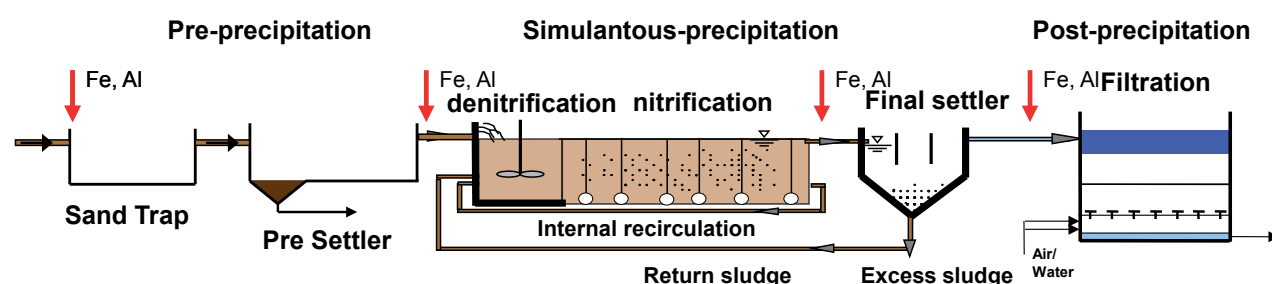 Pre-precipitation
Simulantous-precipitation
Post-precipitation
Fe, Al
Fe, Al
Fe, Al
Fe, Al
Filtration
denitrification
nitrification
Final settler
Sand Trap
Pre Settler
Internal recirculation
Return sludge
Excess sludge
Air/
Water